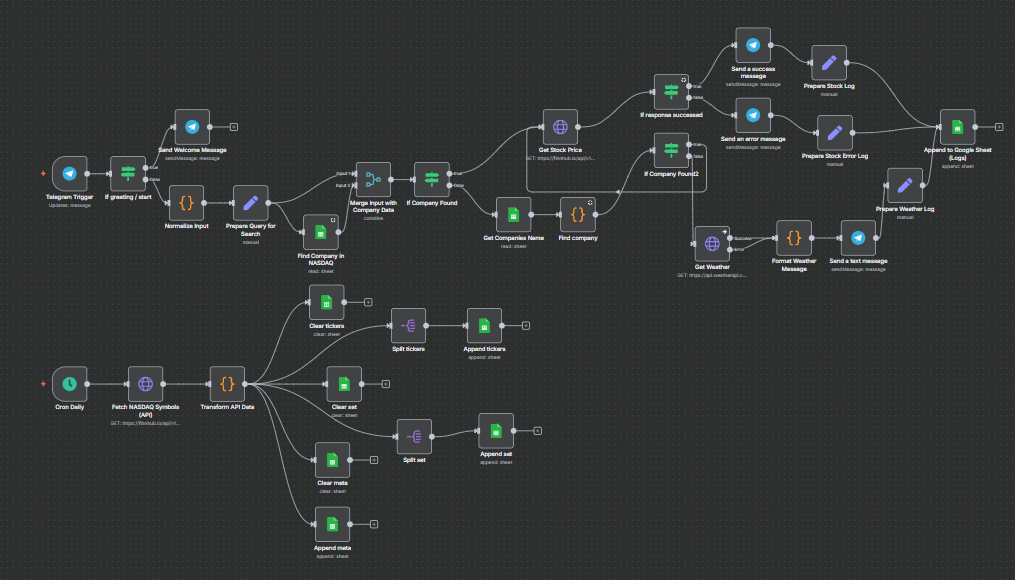 Send a success
message
sendMessage: message
Prepare Stock Log
manual
true
false
If response successed
Send an error message
sendMessage: message
Prepare Stock Error Log
manual
Append to Google Sheet
(Logs)
append: sheet
Send Welcome Message
sendMessage: message
Get Stock Price
GET: https://finnhub.io/api/v1...
true
false
If Company Found2
Telegram Trigger
Updates: message
true
false
If greeting / start
Normaliza Input
Prepare Query for
Search
manual
Input 1
Input 2
Merge Input with
Company Data
combine
true
false
If Company Found
Find Company in
NASDAQ
read: sheet
Get Companies Name
read: sheet
Find company
Prepare Weather Log
manual
Success
Error
Get Weather
GET: https://api.weatherapi.c...
Format Weather
Message
Send a text message
sendMessage: message
Clear tickers
clear: sheet
Split tickers
Append tickers
append: sheet
Cron Daily
Fetch NASDAQ Symbols
(API)
GET: https://finnhub.io/api/v1...
Transform API Data
Clear set
clear: sheet
Split set
Append set
append: sheet
Clear meta
clear: sheet
Append meta
append: sheet